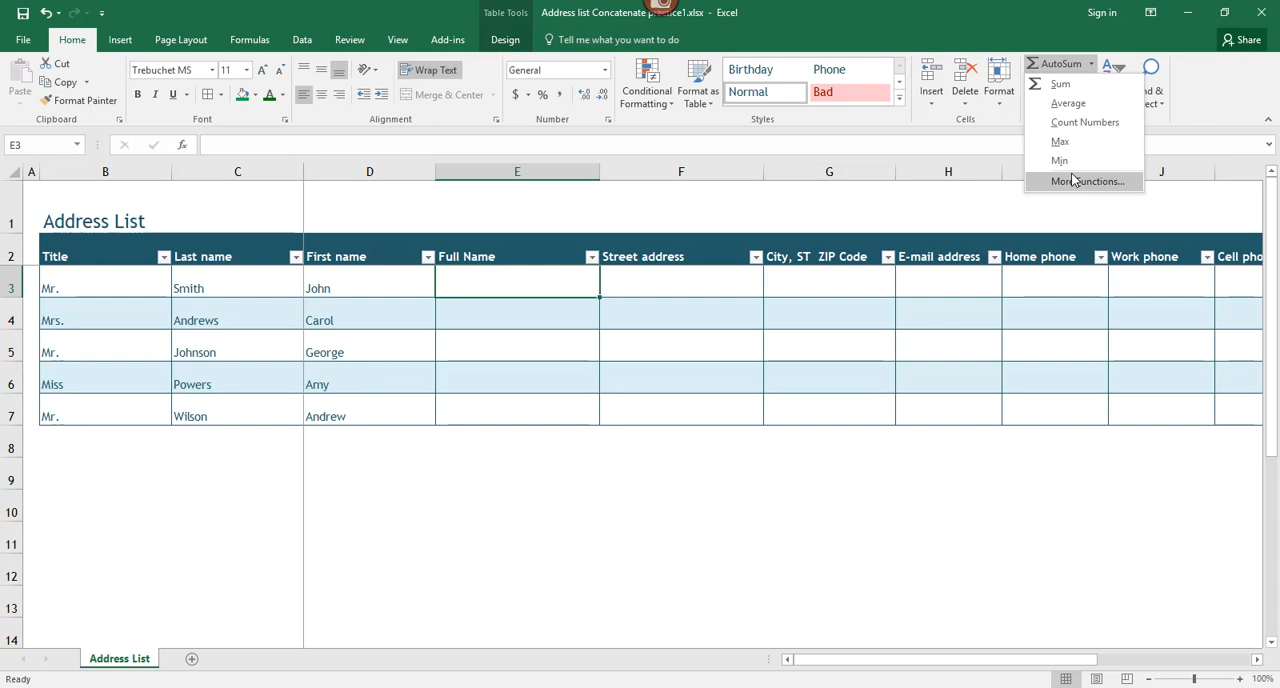 Table Tools
Address list Concatenate practice1.xlsx - Excel
Sign in
File
Home
Insert
Page Layout
Formulas
Data
Review
View
Add-ins
Design
Tell me what you want to do
Share
Paste
Cut
Copy
Format Painter
Clipboard
Trebuchet MS
11
B I U
Font
Wrap Text
Merge & Center
Alignment
General
$ % ,
Number
Conditional
Formatting
Format as
Table
Birthday
Phone
Normal
Bad
Styles
Insert
Delete
Format
Cells
AutoSum
Sum
Average
Count Numbers
Max
Min
More Functions...
E3
fx
A B C D E F G H J
1 Address List
2 Title Last name First name Full Name Street address City, ST ZIP Code E-mail address Home phone Work phone Cell pho
3 Mr. Smith John
4 Mrs. Andrews Carol
5 Mr. Johnson George
6 Miss Powers Amy
7 Mr. Wilson Andrew
8
9
10
11
12
13
14
Address List
Ready
100%